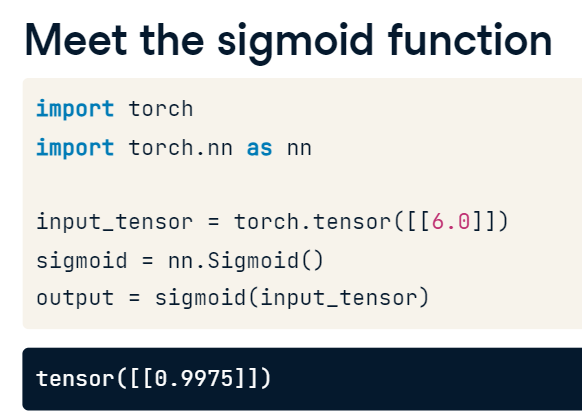 Meet the sigmoid function
import torch
import torch.nn as nn
input_tensor = torch.tensor([[6.0]])
sigmoid = nn.Sigmoid()
output = sigmoid(input_tensor)
tensor([[0.9975]])